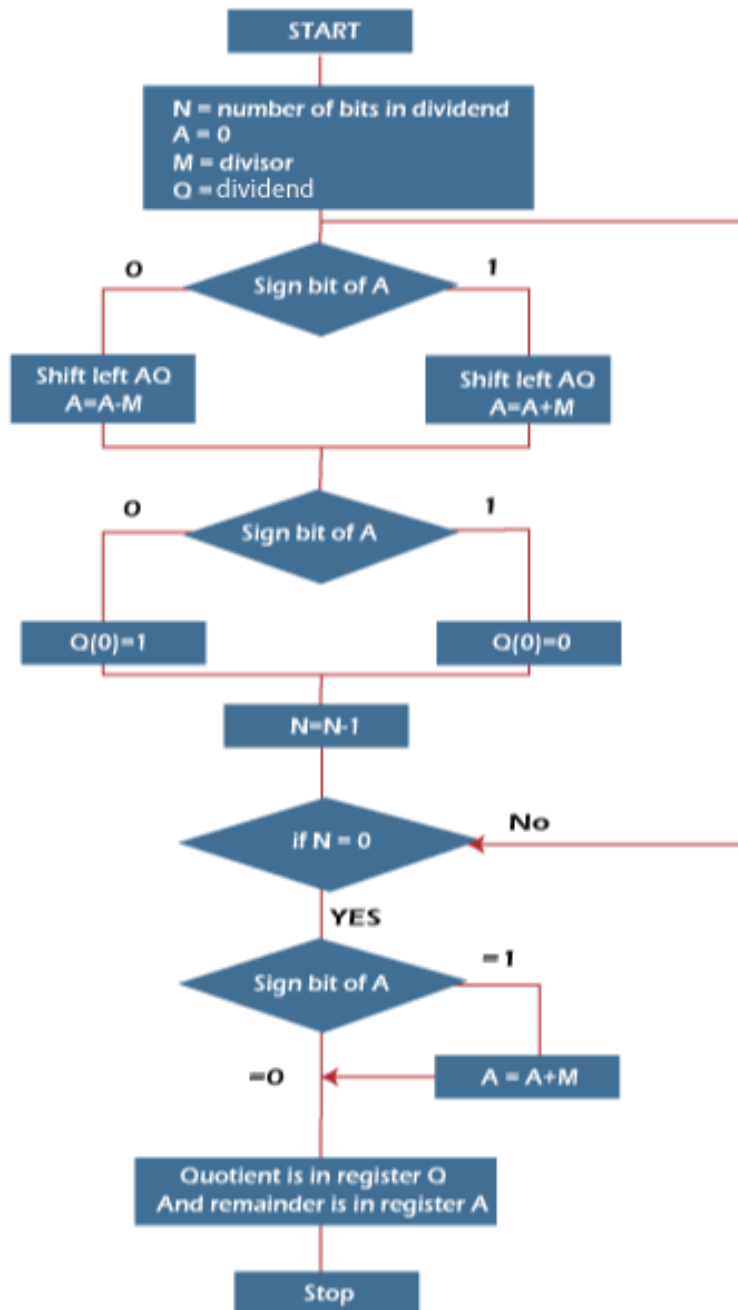 START
N = number of bits in dividend
A = 0
M = divisor
Q = dividend
0
1
Sign bit of A
Shift left AQ
A=A-M
Shift left AQ
A=A+M
0
1
Sign bit of A
Q(0)=1
Q(0)=0
N=N-1
No
if N = 0
YES
=1
Sign bit of A
=0
A = A+M
Quotient is in register Q
And remainder is in register A
Stop